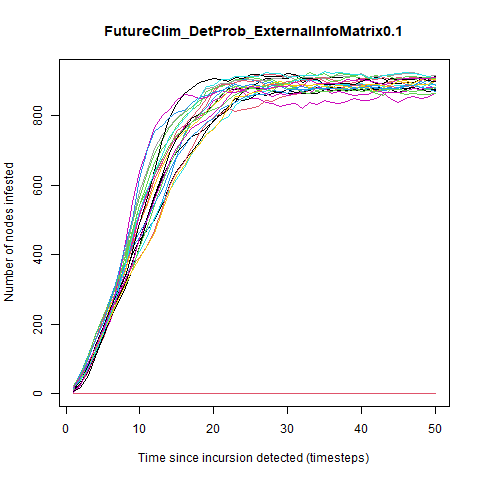 FutureClim_DetProb_ExternalInfoMatrix0.1
Number of nodes infested
800
600
400
200
0
0 10 20 30 40 50
Time since incursion detected (timesteps)